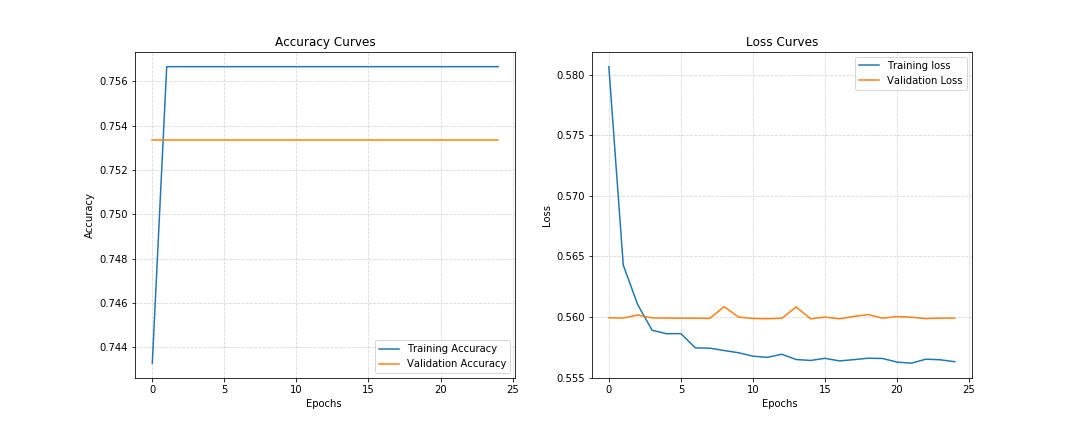 Accuracy Curves
Accuracy
0.756
0.754
0.752
0.750
0.748
0.746
0.744
Training Accuracy
Validation Accuracy
0 5 10 15 20 25
Epochs
Loss Curves
Loss
0.580
0.575
0.570
0.565
0.560
0.555
Training loss
Validation Loss
0 5 10 15 20 25
Epochs